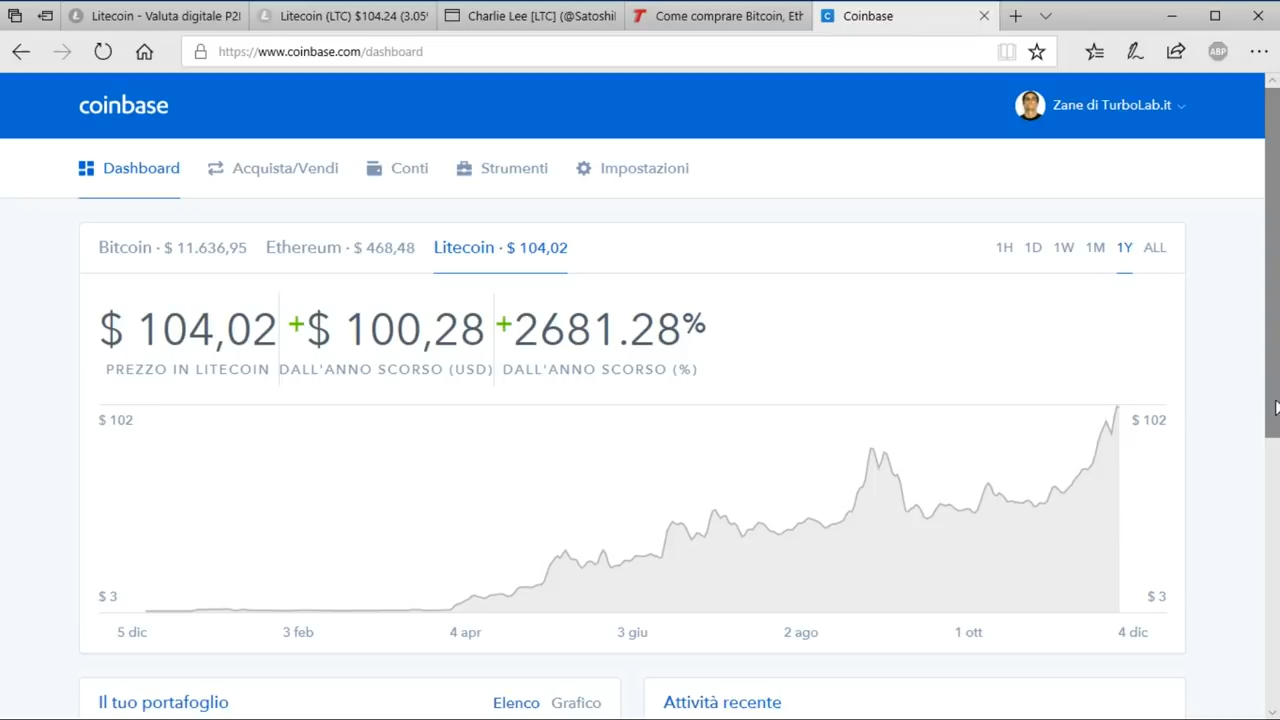 Litecoin - Valuta digitale P2I
Litecoin (LTC) $104.24 (3.05%
Charlie Lee [LTC] (@Satoshil
Come comprare Bitcoin, Eth
Coinbase
https://www.coinbase.com/dashboard
ABP
coinbase
Zane di TurboLab.it
Dashboard
Acquista/Vendi
Conti
Strumenti
Impostazioni
Bitcoin · $ 11.636,95
Ethereum · $ 468,48
Litecoin · $ 104,02
1H 1D 1W 1M 1Y ALL
$ 104,02
+$ 100,28
+2681.28%
PREZZO IN LITECOIN
DALL'ANNO SCORSO (USD)
DALL'ANNO SCORSO (%)
$ 102
$ 102
$ 3
$ 3
5 dic
3 feb
4 apr
3 giu
2 ago
1 ott
4 dic
Il tuo portafoglio
Elenco
Grafico
Attività recente